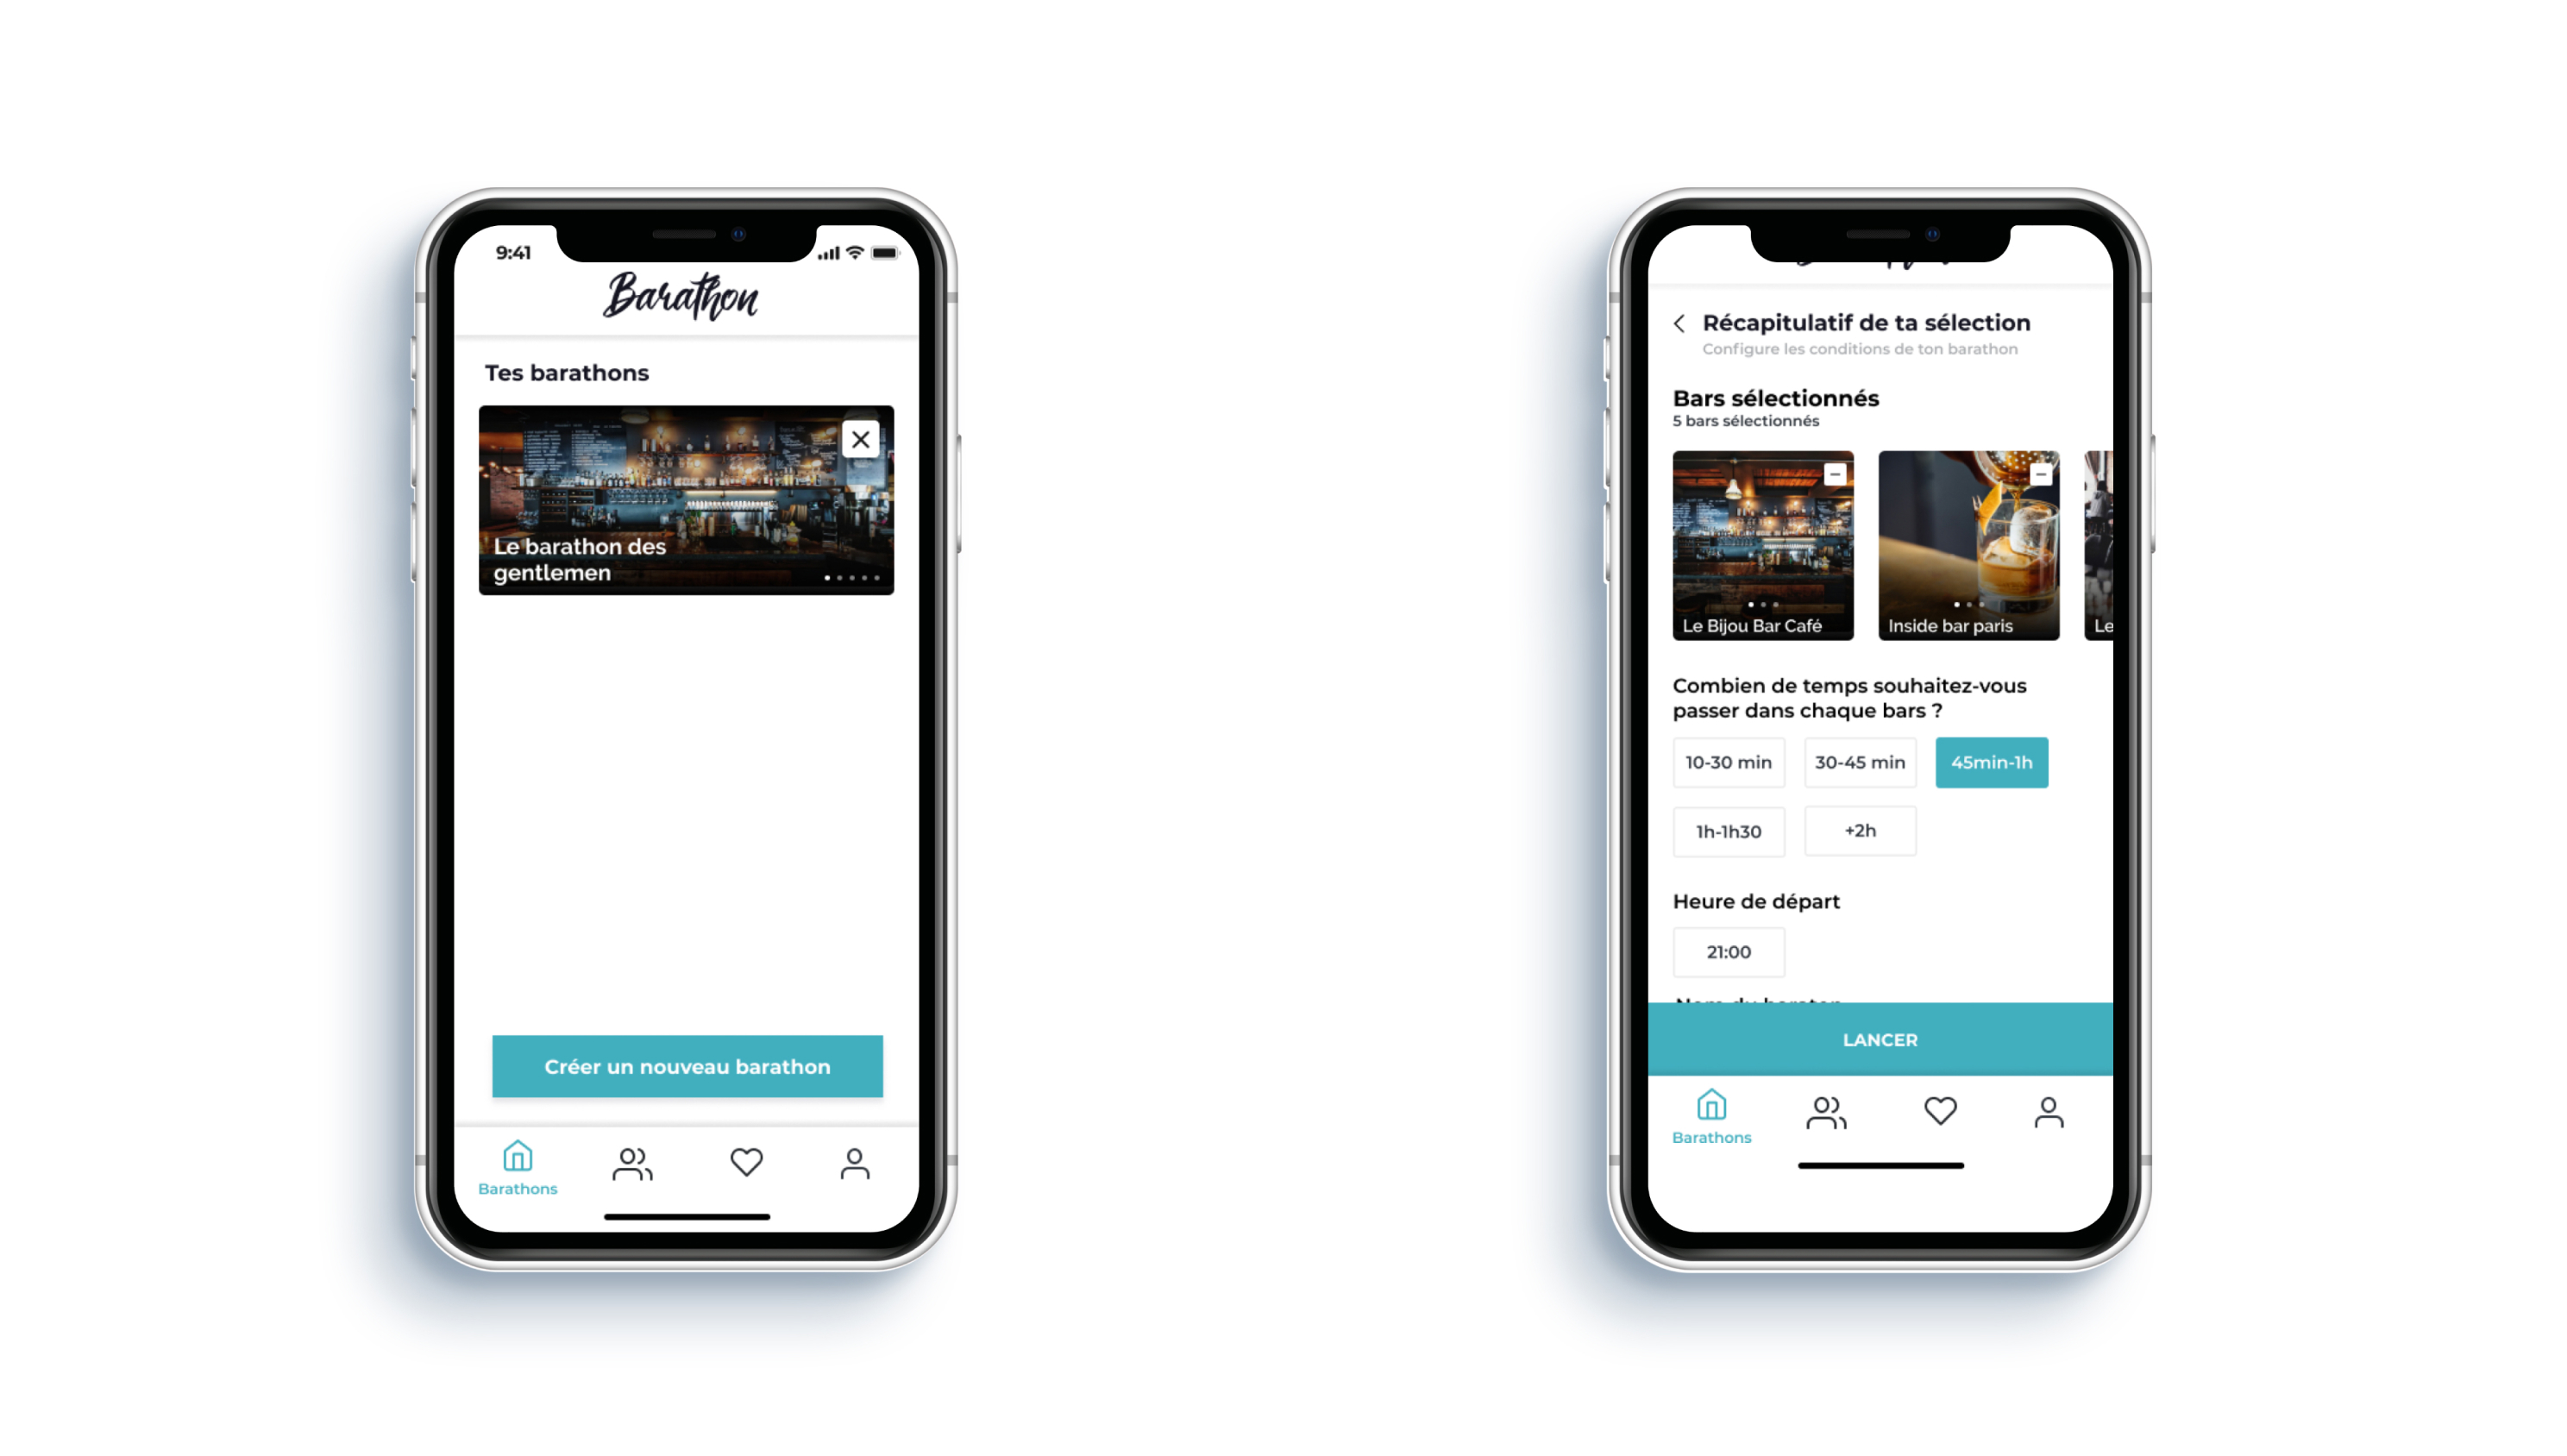 9:41
Barathon
Tes barathons
Le barathon des
gentlemen
Créer un nouveau barathon
Barathons
Récapitulatif de ta sélection
Configure les conditions de ton barathon
Bars sélectionnés
5 bars sélectionnés
Le Bijou Bar Café
Inside bar paris
Le
Combien de temps souhaitez-vous
passer dans chaque bars ?
10-30 min
30-45 min
45min-1h
1h-1h30
+2h
Heure de départ
21:00
LANCER
Barathons